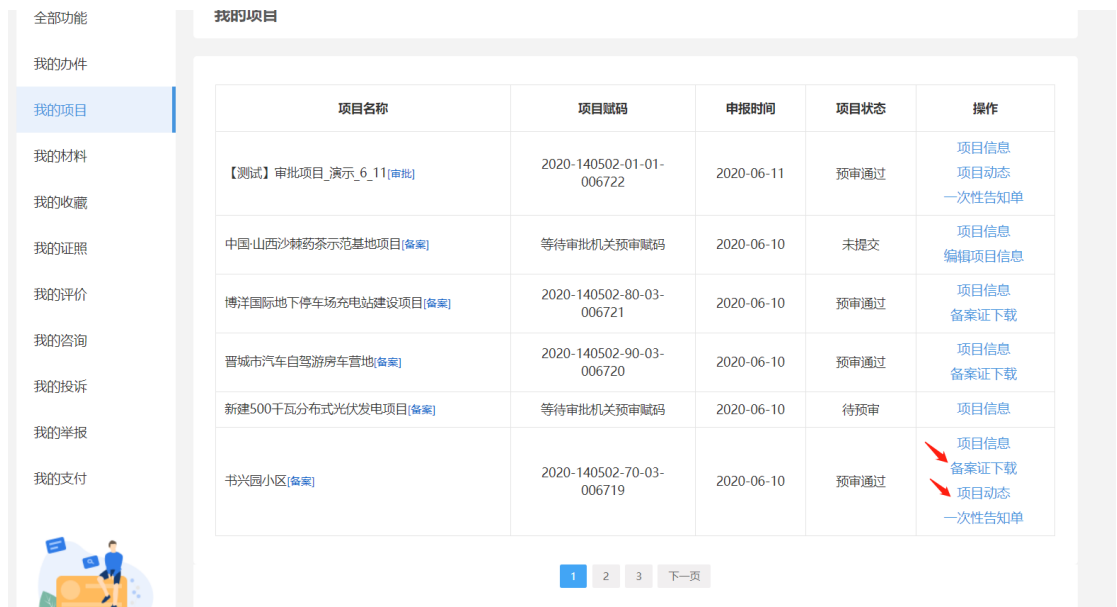 全部功能
我的项目
我的办件
我的项目
我的材料
我的收藏
我的证照
我的评价
我的咨询
我的投诉
我的举报
我的支付
项目名称 项目赋码 申报时间 项目状态 操作
【测试】审批项目_演示_6_11[审批] 2020-140502-01-01-006722 2020-06-11 预审通过 项目信息
项目动态
一次性告知单
中国·山西沙棘药茶示范基地项目[备案] 等待审批机关预审赋码 2020-06-10 未提交 项目信息
编辑项目信息
博洋国际地下停车场充电站建设项目[备案] 2020-140502-80-03-006721 2020-06-10 预审通过 项目信息
备案证下载
晋城市汽车自驾游房车营地[备案] 2020-140502-90-03-006720 2020-06-10 预审通过 项目信息
备案证下载
新建500千瓦分布式光伏发电项目[备案] 等待审批机关预审赋码 2020-06-10 待预审 项目信息
书兴园小区[备案] 2020-140502-70-03-006719 2020-06-10 预审通过 项目信息
备案证下载
项目动态
一次性告知单
1 2 3 下一页